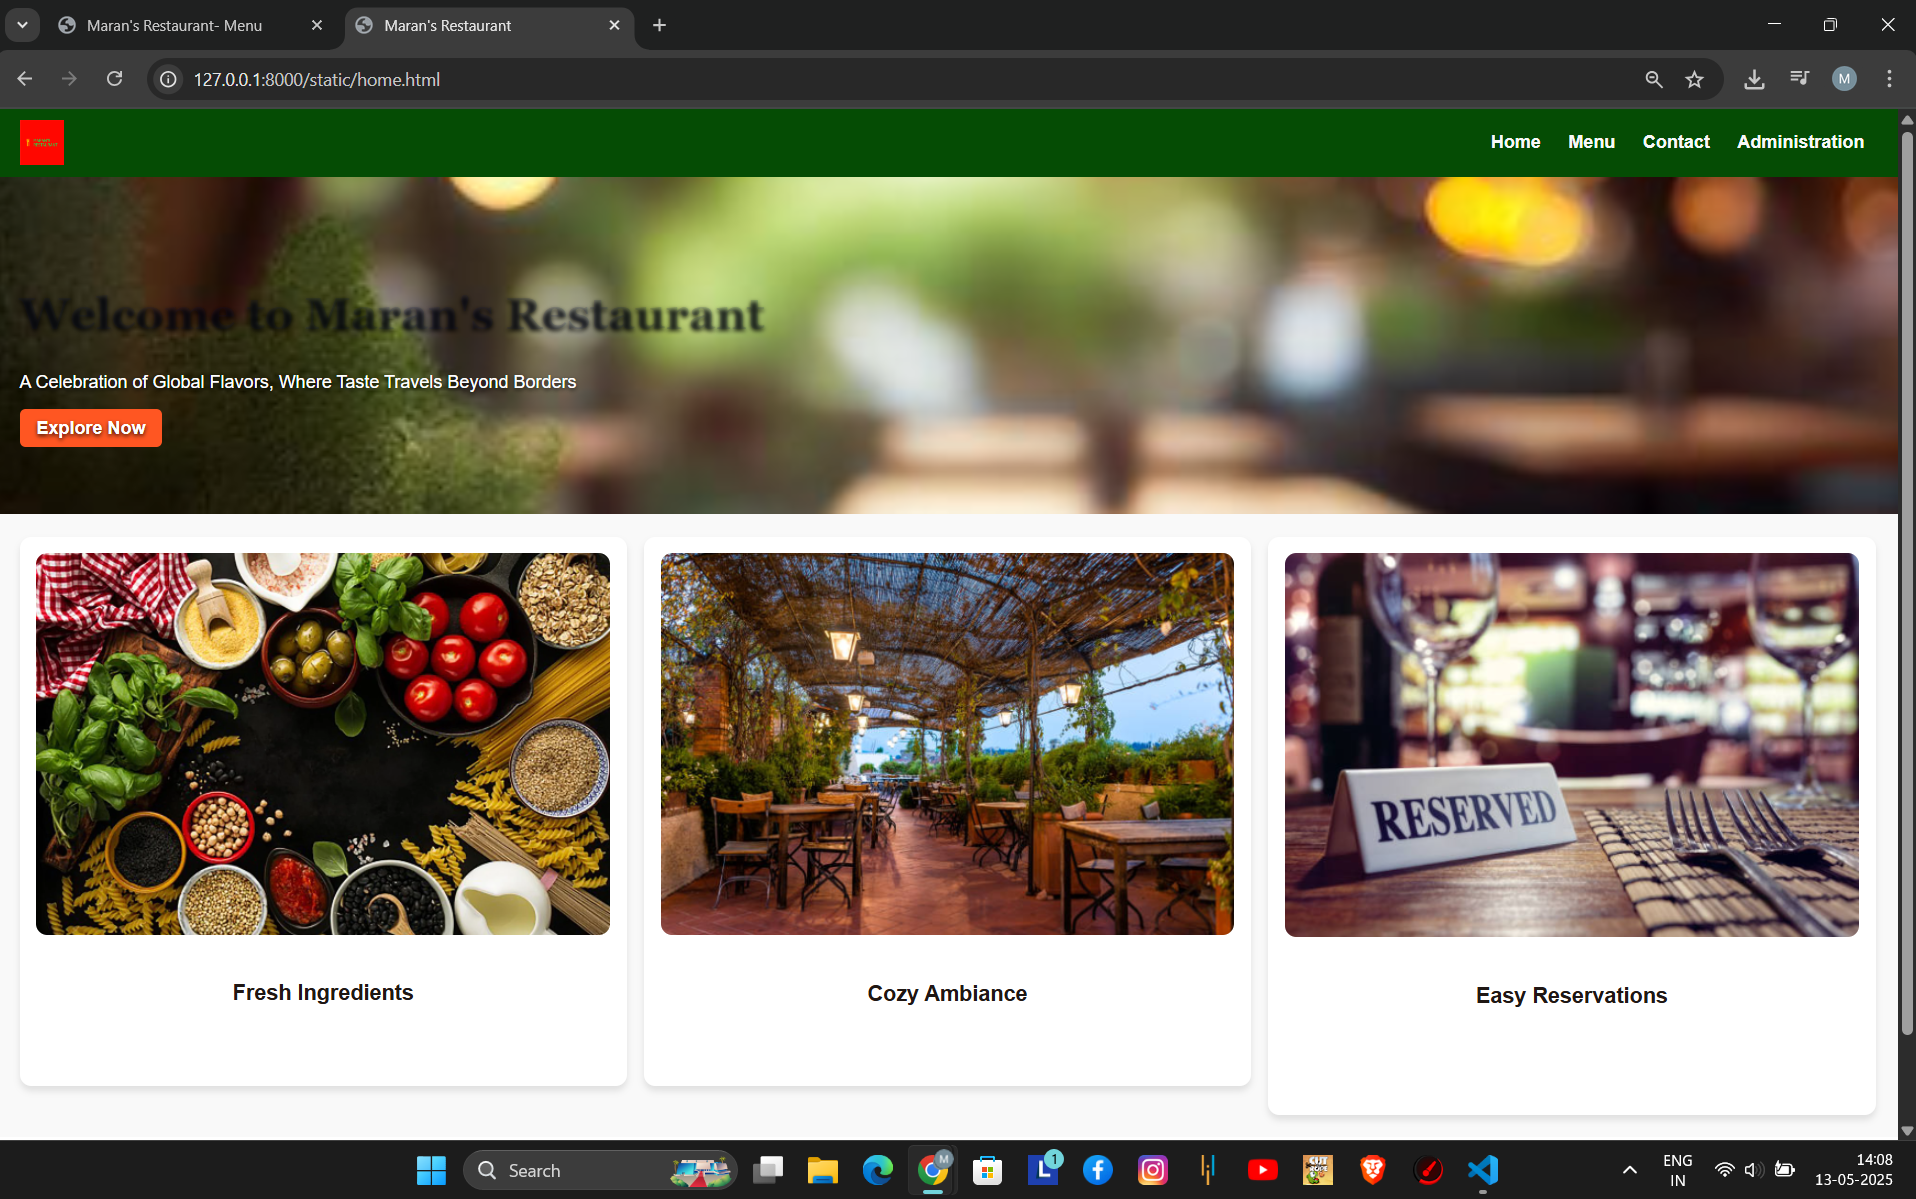 Maran's Restaurant- Menu
Maran's Restaurant
127.0.0.1:8000/static/home.html
M
Home Menu Contact Administration
Welcome to Maran's Restaurant
A Celebration of Global Flavors, Where Taste Travels Beyond Borders
Explore Now
RESERVED
Fresh Ingredients
Cozy Ambiance
Easy Reservations
Search
M
L 1
ENG
IN
14:08
13-05-2025